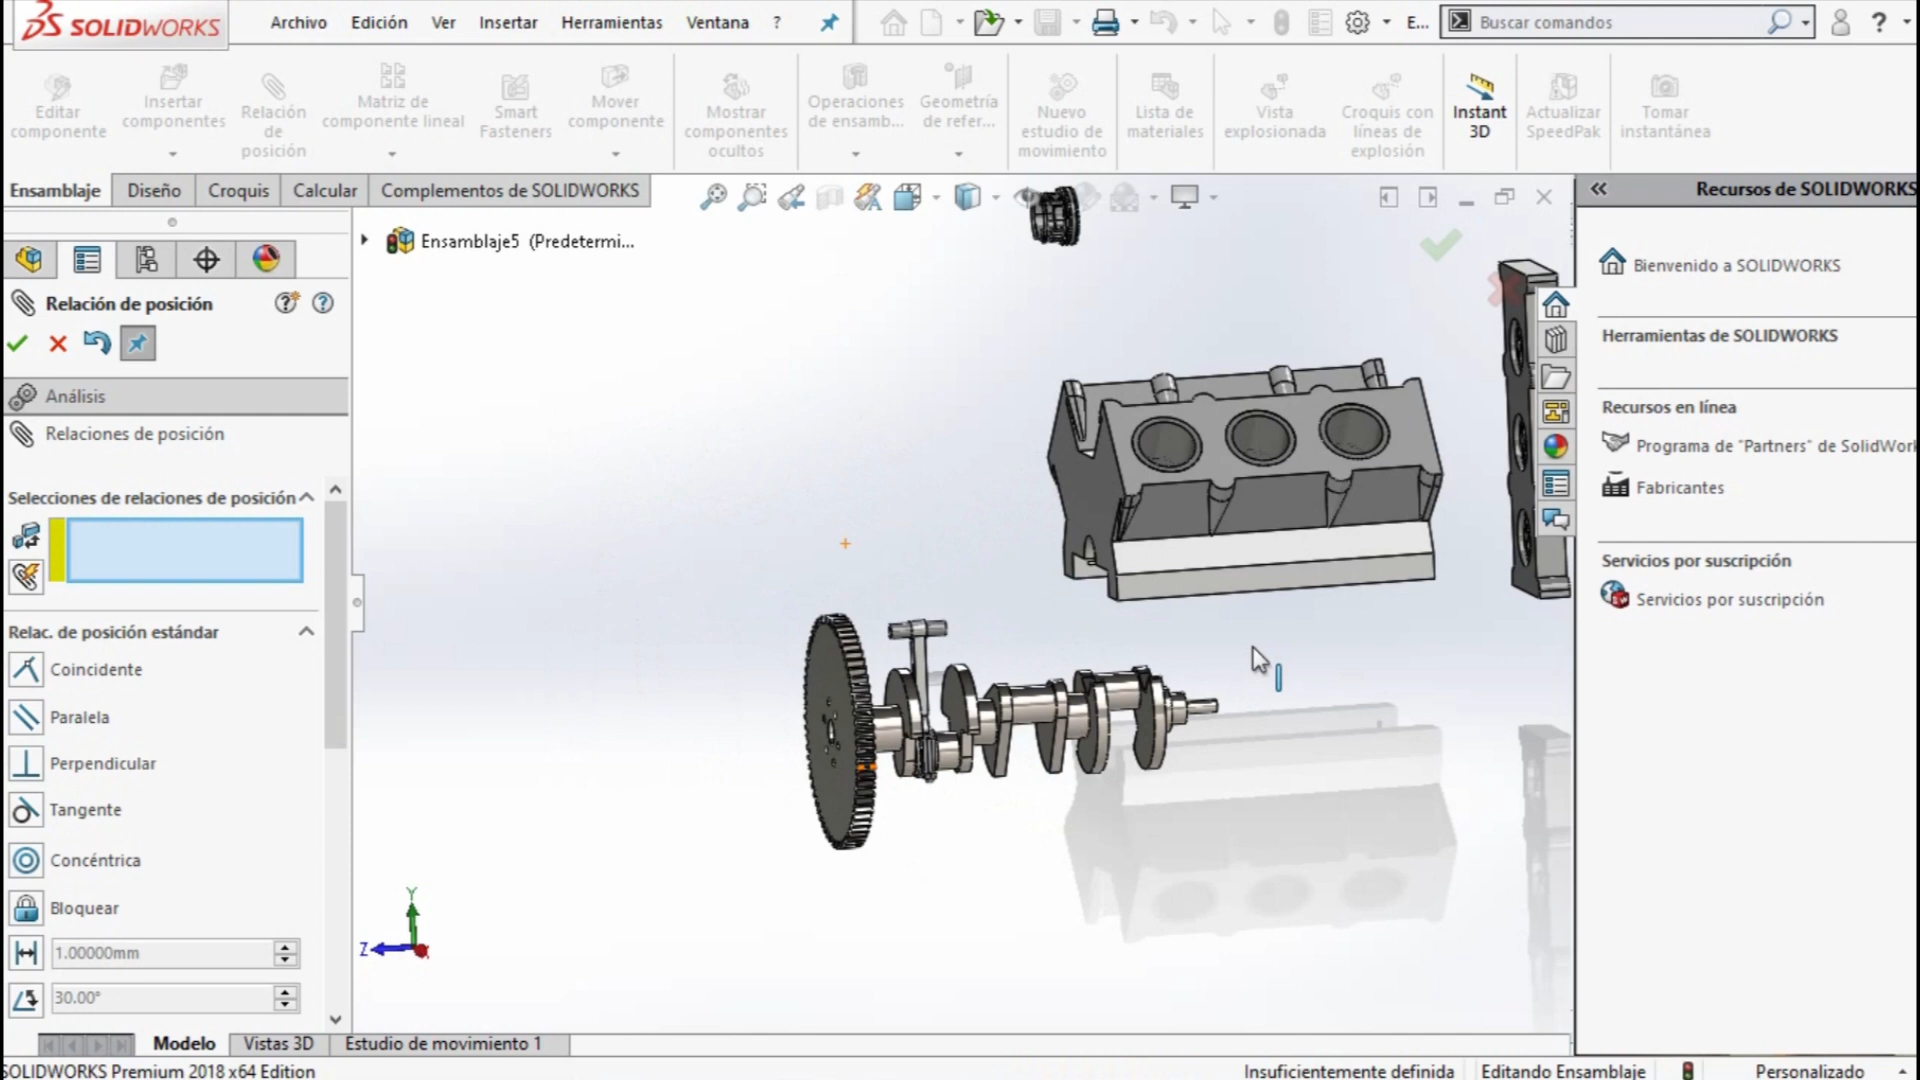 SOLIDWORKS
Archivo Edición Ver Insertar Herramientas Ventana ?
E...
Buscar comandos
?
Editar componente
Insertar componentes
Relación de posición
Matriz de componente lineal
Smart Fasteners
Mover componente
Mostrar componentes ocultos
Operaciones de ensamb...
Geometría de refer...
Nuevo estudio de movimiento
Lista de materiales
Vista explosionada
Croquis con líneas de explosión
Instant 3D
Actualizar SpeedPak
Tomar instantánea
Ensamblaje Diseño Croquis Calcular Complementos de SOLIDWORKS
Recursos de SOLIDWORKS
Ensamblaje5 (Predetermi...
Relación de posición
Análisis
Relaciones de posición
Selecciones de relaciones de posición
Relac. de posición estándar
Coincidente
Paralela
Perpendicular
Tangente
Concéntrica
Bloquear
1.00000mm
30.00°
Y
Z
Bienvenido a SOLIDWORKS
Herramientas de SOLIDWORKS
Recursos en línea
Programa de "Partners" de SolidWork
Fabricantes
Servicios por suscripción
Servicios por suscripción
Modelo Vistas 3D Estudio de movimiento 1
SOLIDWORKS Premium 2018 x64 Edition
Insuficientemente definida Editando Ensamblaje Personalizado